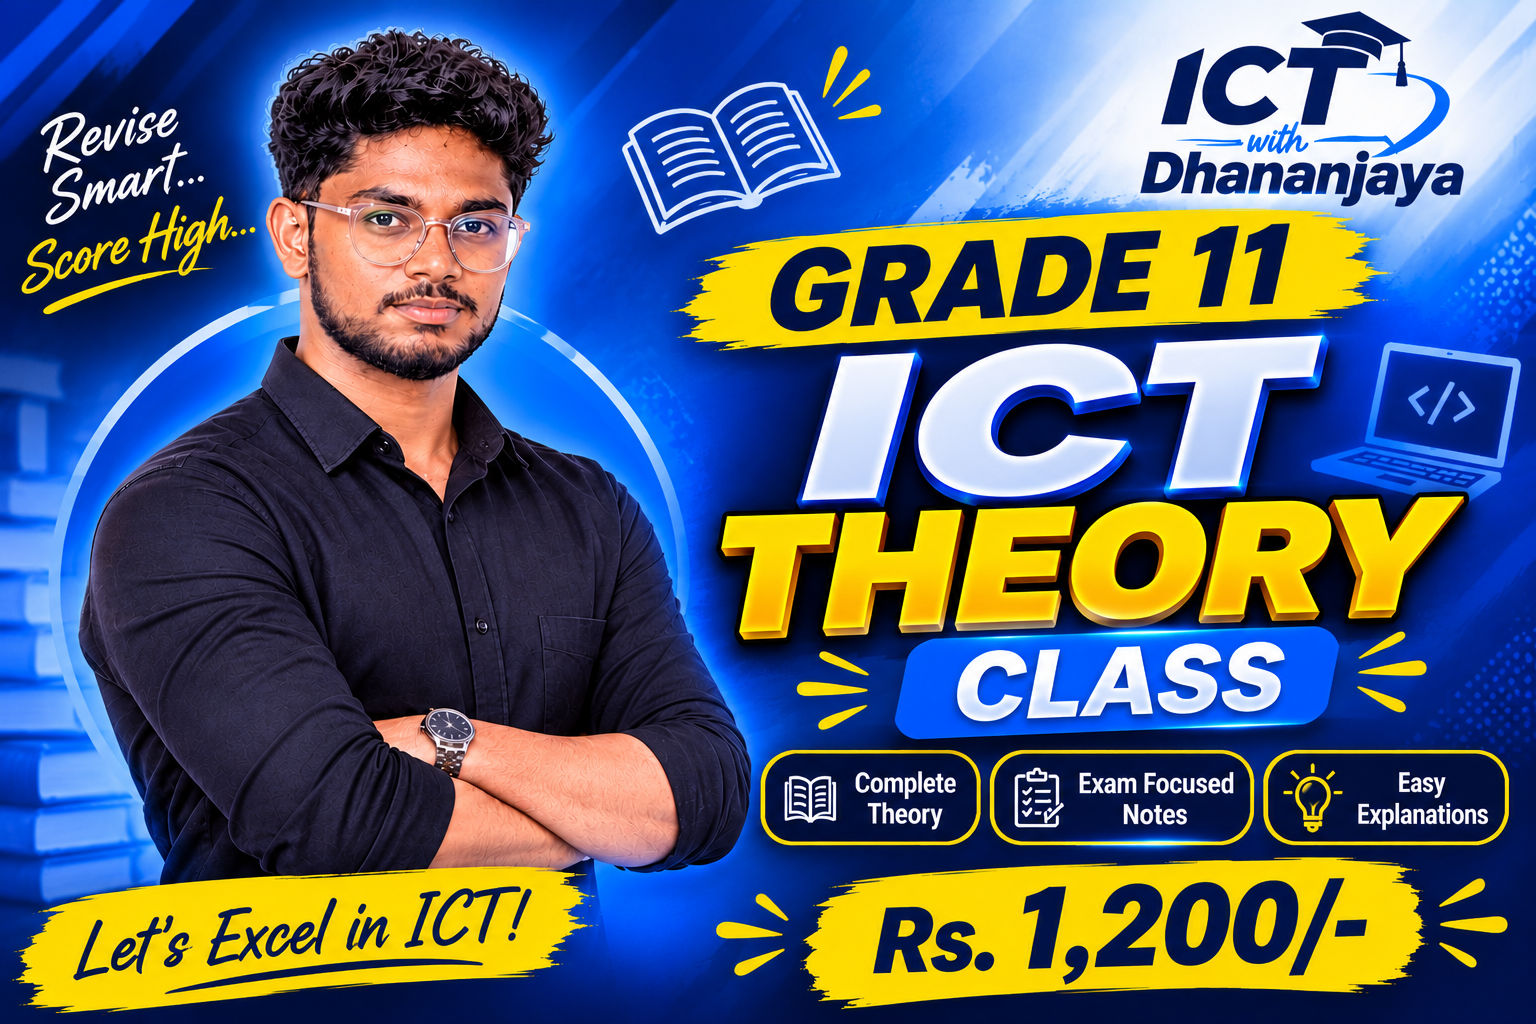 Revise
Smart...
Score High...
ICT
with
Dhananjaya
GRADE 11
ICT
THEORY
CLASS
</>
Complete
Theory
Exam Focused
Notes
Easy
Explanations
Let's Excel in ICT!
Rs. 1,200/-